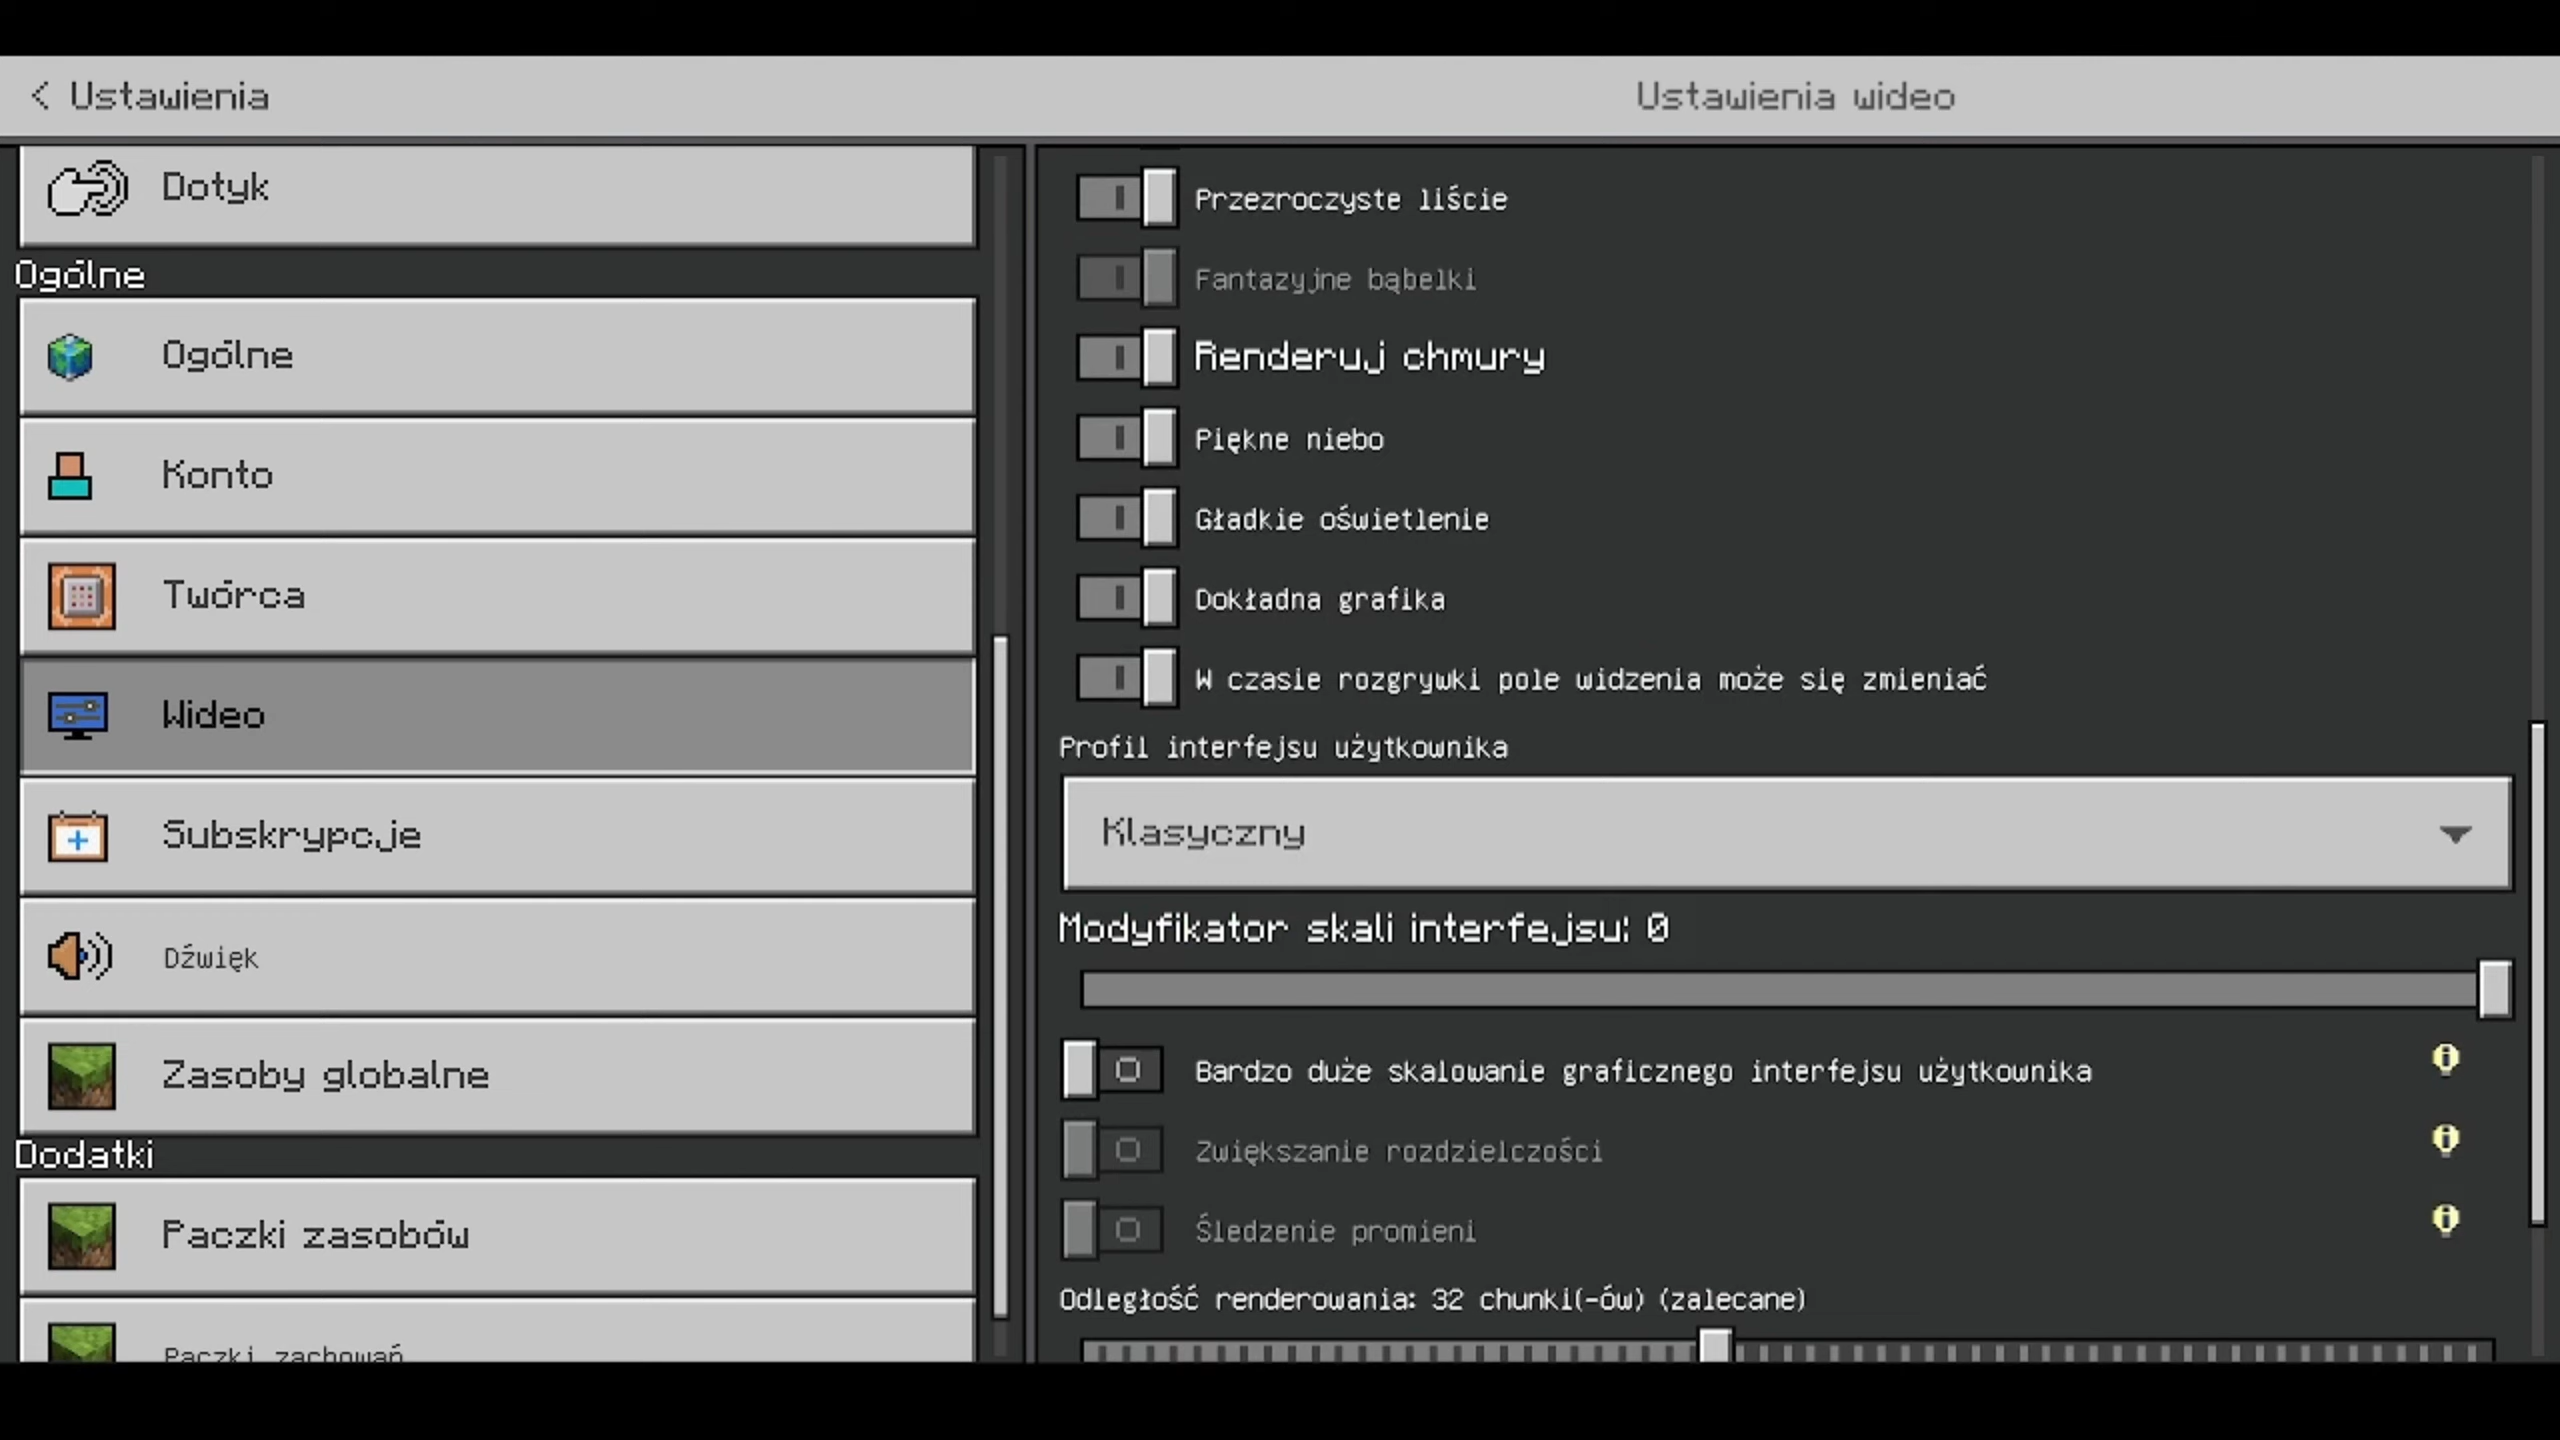 Ustawienia
Ustawienia wideo
Dotyk
Ogólne
Ogólne
Konto
Twórca
Wideo
Subskrypcje
Dźwięk
Zasoby globalne
Dodatki
Paczki zasobów
Paczki zachowań
Przezroczyste liście
Fantazyjne bąbelki
Renderuj chmury
Piękne niebo
Gładkie oświetlenie
Dokładna grafika
W czasie rozgrywki pole widzenia może się zmieniać
Profil interfejsu użytkownika
Klasyczny
Modyfikator skali interfejsu: 0
Bardzo duże skalowanie graficznego interfejsu użytkownika
Zwiększanie rozdzielczości
Śledzenie promieni
Odległość renderowania: 32 chunki(-ów) (zalecane)